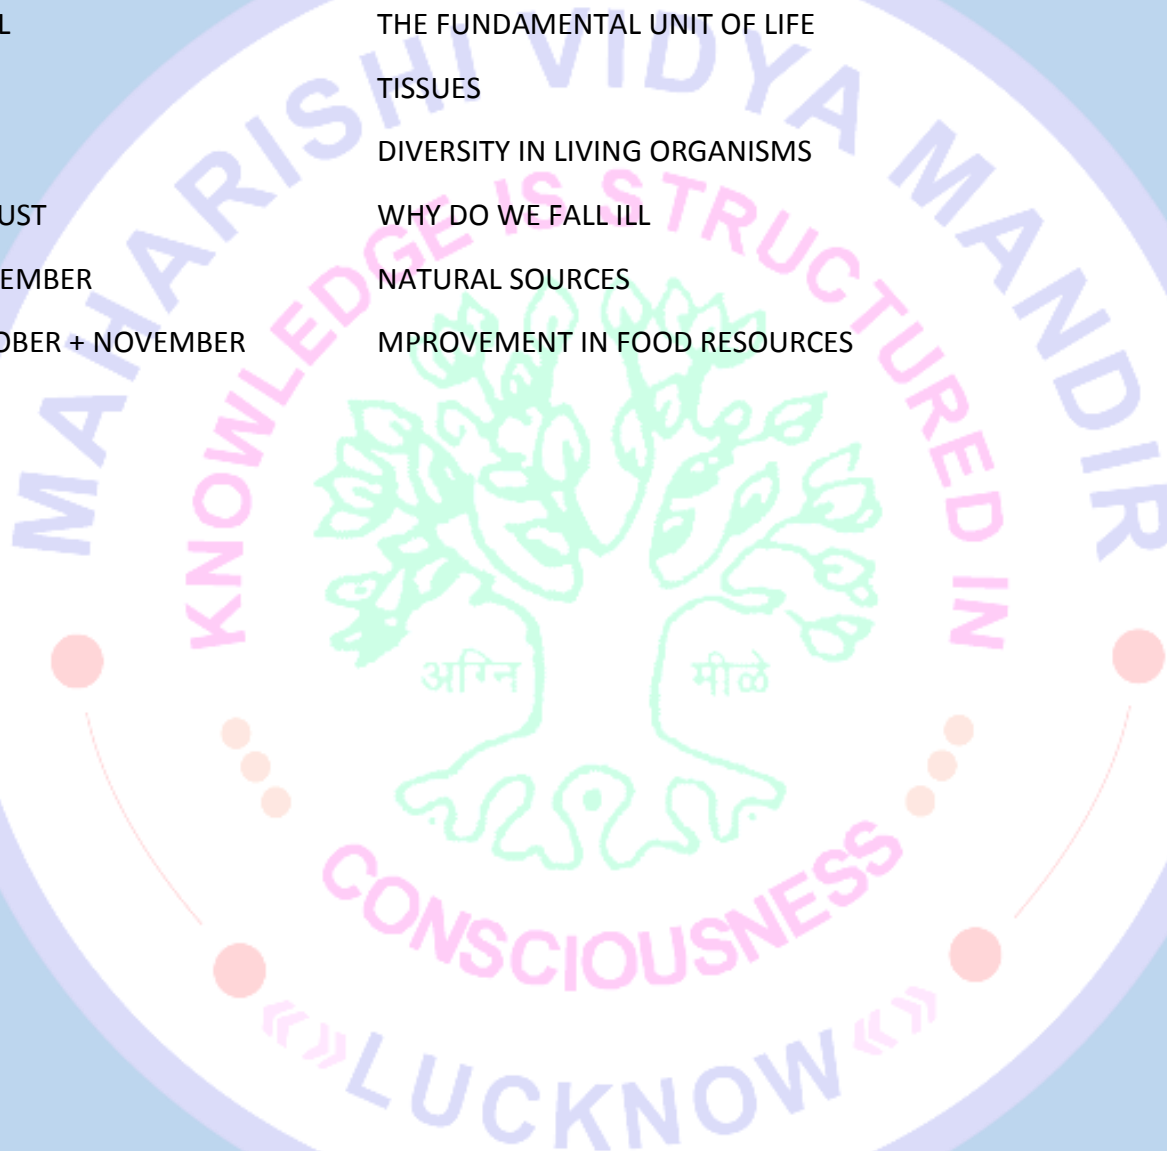 L THE FUNDAMENTAL UNIT OF LIFE
TISSUES
DIVERSITY IN LIVING ORGANISMS
UST WHY DO WE FALL ILL
EMBER NATURAL SOURCES
OBER + NOVEMBER MPROVEMENT IN FOOD RESOURCES
MAHARISHI VIDYA MANDIR
KNOWLEDGE IS STRUCTURED IN
अग्नि मीळे
CONSCIOUSNESS
LUCKNOW